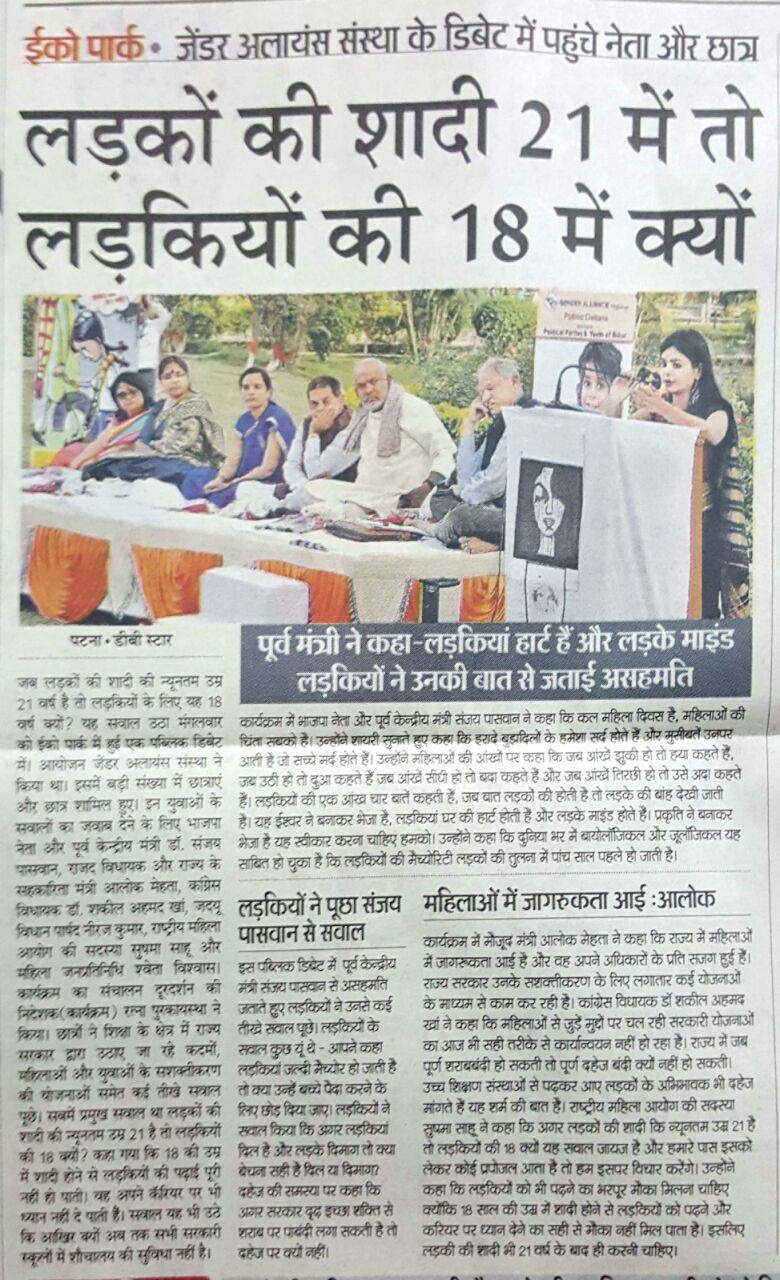 ईको पार्क • जेंडर अलायंस संस्था के डिबेट में पहुंचे नेता और छात्र
लड़कों की शादी 21 में तो
लड़कियों की 18 में क्यों
GENDER ALLIANCE
Public Debate
Political Parties & Youth of Bihar
पटना • डीबी स्टार
जब लड़कों की शादी की न्यूनतम उम्र
21 वर्ष है तो लड़कियों के लिए यह 18
वर्ष क्यों? यह सवाल उठा मंगलवार
को ईको पार्क में हुई एक पब्लिक डिबेट
में। आयोजन जेंडर अलायंस संस्था ने
किया था। इसमें बड़ी संख्या में छात्राएं
और छात्र शामिल हुए। इन युवाओं के
सवालों का जवाब देने के लिए भाजपा
नेता और पूर्व केन्द्रीय मंत्री डॉ. संजय
पासवान, राजद विधायक और राज्य के
सहकारिता मंत्री आलोक मेहता, कांग्रेस
विधायक डॉ. शकील अहमद खां, जदयू
विधान पार्षद नीरज कुमार, राष्ट्रीय महिला
आयोग की सदस्या सुषमा साहू और
महिला जनप्रतिनिधि श्वेता विश्वास।
कार्यक्रम का संचालन दूरदर्शन की
निदेशक(कार्यक्रम) रत्ना पुरकायस्था ने
किया। छात्रों ने शिक्षा के क्षेत्र में राज्य
सरकार द्वारा उठाए जा रहे कदमों,
महिलाओं और युवाओं के सशक्तीकरण
की योजनाओं समेत कई तीखे सवाल
पूछे। सबमें प्रमुख सवाल था लड़कों की
शादी की न्यूनतम उम्र 21 है तो लड़कियों
की 18 क्यों? कहा गया कि 18 की उम्र
में शादी होने से लड़कियों की पढ़ाई पूरी
नहीं हो पाती। वह अपने कॅरियर पर भी
ध्यान नहीं दे पाती है। सवाल यह भी उठे
कि आखिर क्यों अब तक सभी सरकारी
स्कूलों में शौचालय की सुविधा नहीं है।
पूर्व मंत्री ने कहा-लड़कियां हार्ट हैं और लड़के माइंड
लड़कियों ने उनकी बात से जताई असहमति
कार्यक्रम में भाजपा नेता और पूर्व केन्द्रीय मंत्री संजय पासवान ने कहा कि कल महिला दिवस है, महिलाओं की
चिंता सबको है। उन्होंने शायरी सुनाते हुए कहा कि इरादे बुझदिलों के हमेशा सर्द होते हैं और मुसीबतें उनपर
आती है जो सच्चे मर्द होते हैं। उन्होंने महिलाओं की आंखों पर कहा कि जब आंखें झुकी हो तो हया कहते हैं,
जब उठी हो तो दुआ कहते जब आंखें सीधी हो तो बदा कहते हैं और जब आंखें तिरछी हो तो उसे अदा कहते
हैं। लड़कियों की एक आंख चार बातें कहती हैं, जब बात लड़कों की होती है तो लड़के की बांह देखी जाती
है। यह ईश्वर ने बनाकर भेजा है, लड़कियां घर की हार्ट होती हैं और लड़के माइंड होते हैं। प्रकृति ने बनाकर
भेजा है यह स्वीकार करना चाहिए हमको। उन्होंने कहा कि दुनिया भर में बायोलॉजिकल और जूलॉजिकल यह
साबित हो चुका है कि लड़कियों की मैच्योरिटी लड़कों की तुलना में पांच साल पहले हो जाती है।
लड़कियों ने पूछा संजय
पासवान से सवाल
इस पब्लिक डिबेट में पूर्व केन्द्रीय
मंत्री संजय पासवान से असहमति
जताते हुए लड़कियों ने उनसे कई
तीखे सवाल पूछे। लड़कियों के
सवाल कुछ यूं थे - आपने कहा
लड़कियां जल्दी मैच्योर हो जाती है
तो क्या उन्हें बच्चे पैदा करने के
लिए छोड़ दिया जाए। लड़कियों ने
सवाल किया कि अगर लड़कियां
दिल है और लड़के दिमाग तो क्या
बेचना सही है दिल या दिमाग?
दहेज की समस्या पर कहा कि
अगर सरकार दृढ़ इच्छा शक्ति से
शराब पर पाबंदी लगा सकती है तो
दहेज पर क्यों नहीं।
महिलाओं में जागरुकता आई :आलोक
कार्यक्रम में मौजूद मंत्री आलोक मेहता ने कहा कि राज्य में महिलाओं
में जागरूकता आई है और वह अपने अधिकारों के प्रति सजग हुई हैं।
राज्य सरकार उनके सशक्तीकरण के लिए लगातार कई योजनाओं
के माध्यम से काम कर रही है। कांग्रेस विधायक डॉ शकील अहमद
खां ने कहा कि महिलाओं से जुड़ें मुद्दों पर चल रही सरकारी योजनाओं
का आज भी सही तरीके से कार्यान्वयन नहीं हो रहा है। राज्य में जब
पूर्ण शराबबंदी हो सकती तो पूर्ण दहेज बंदी क्यों नहीं हो सकती।
उच्च शिक्षण संस्थाओं से पढ़कर आए लड़कों के अभिभावक भी दहेज
मांगते हैं यह शर्म की बात है। राष्ट्रीय महिला आयोग की सदस्या
सुषमा साहू ने कहा कि अगर लड़कों की शादी कि न्यूनतम उम्र 21 है
तो लड़कियों की 18 क्यों यह सवाल जायज है और हमारे पास इसको
लेकर कोई प्रपोजल आता है तो हम इसपर विचार करेंगे। उन्होंने
कहा कि लड़कियों को भी पढ़ने का भरपूर मौका मिलना चाहिए
क्योंकि 18 साल की उम्र में शादी होने से लड़कियों को पढ़ने और
करियर पर ध्यान देने का सही से मौका नहीं मिल पाता है। इसलिए
लड़की की शादी भी 21 वर्ष के बाद ही करनी चाहिए।